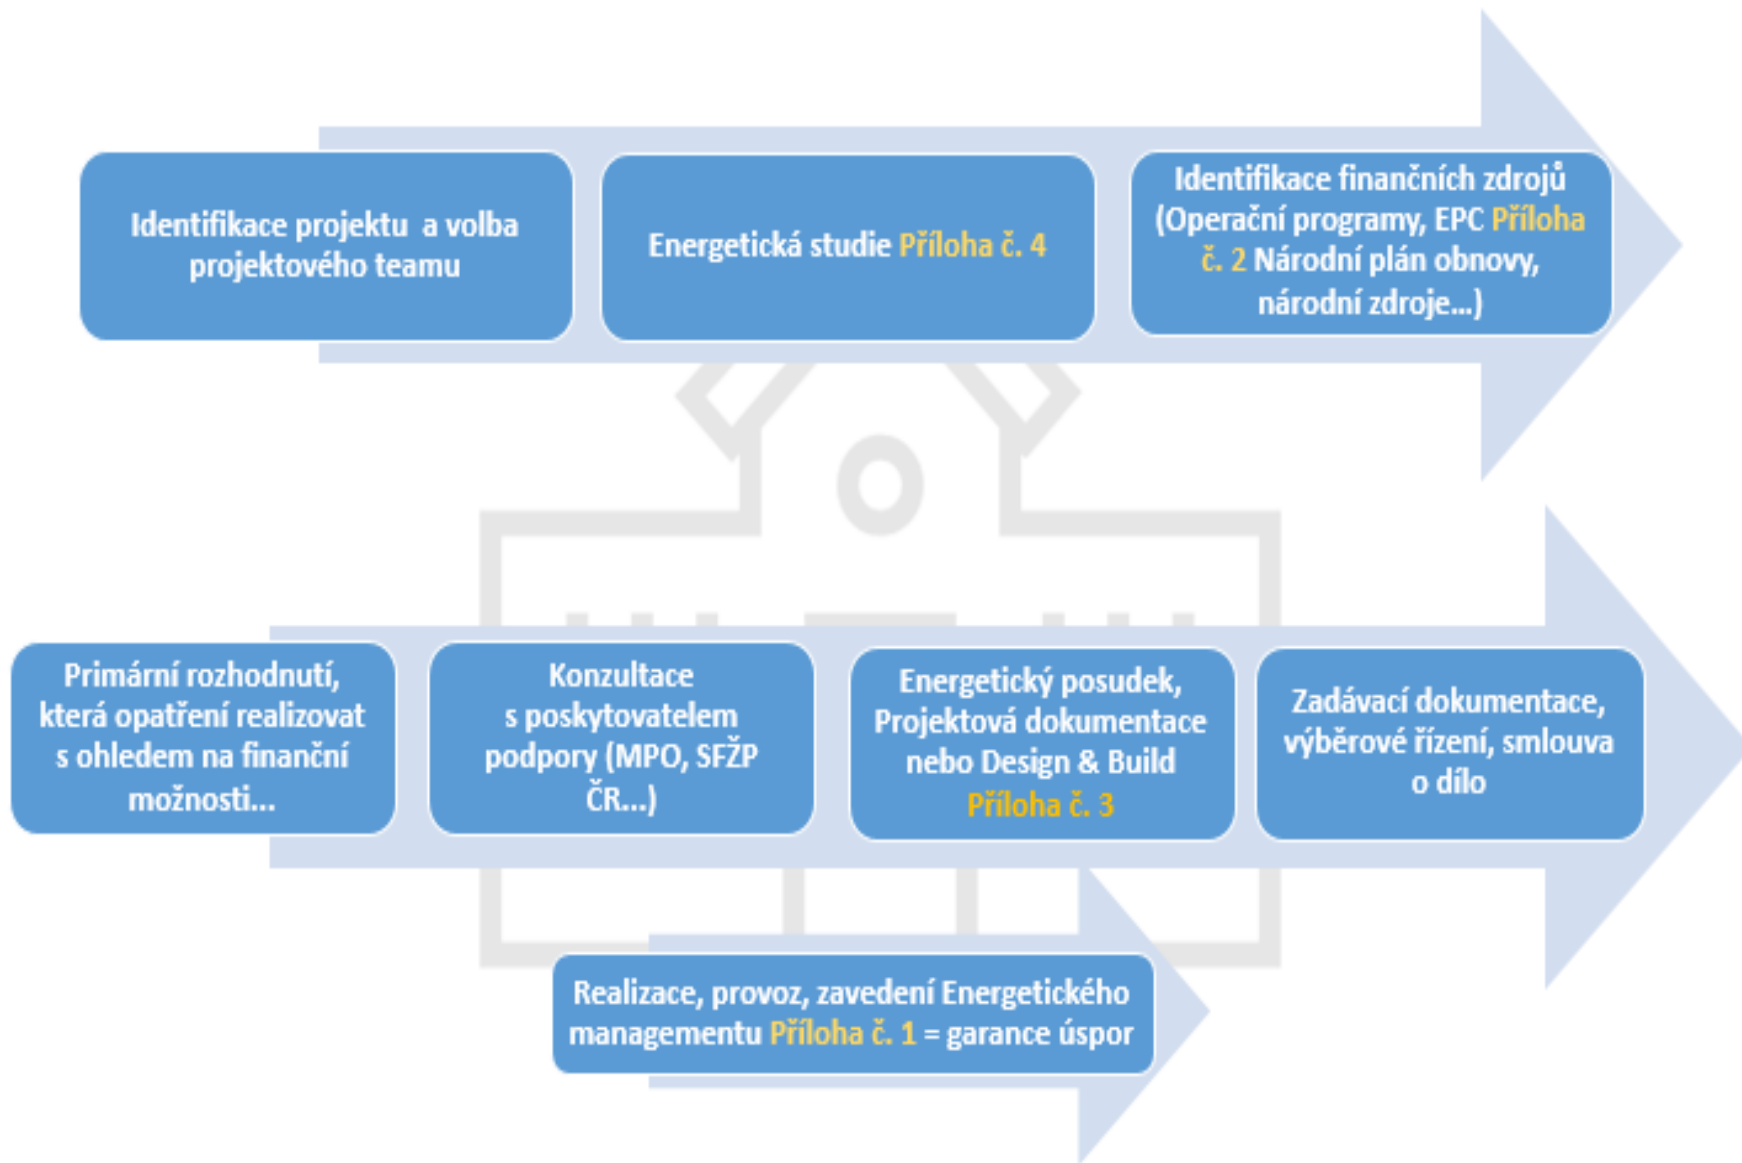 Identifikace projektu a volba
projektového teamu
Energetická studie Příloha č. 4
Identifikace finančních zdrojů
(Operační programy, EPC Příloha
č. 2 Národní plán obnovy,
národní zdroje...)
Primární rozhodnutí,
která opatření realizovat
s ohledem na finanční
možnosti...
Konzultace
s poskytovatelem
podpory (MPO, SFŽP
ČR...)
Energetický posudek,
Projektová dokumentace
nebo Design & Build
Příloha č. 3
Zadávací dokumentace,
výběrové řízení, smlouva
o dílo
Realizace, provoz, zavedení Energetického
managementu Příloha č. 1 = garance úspor